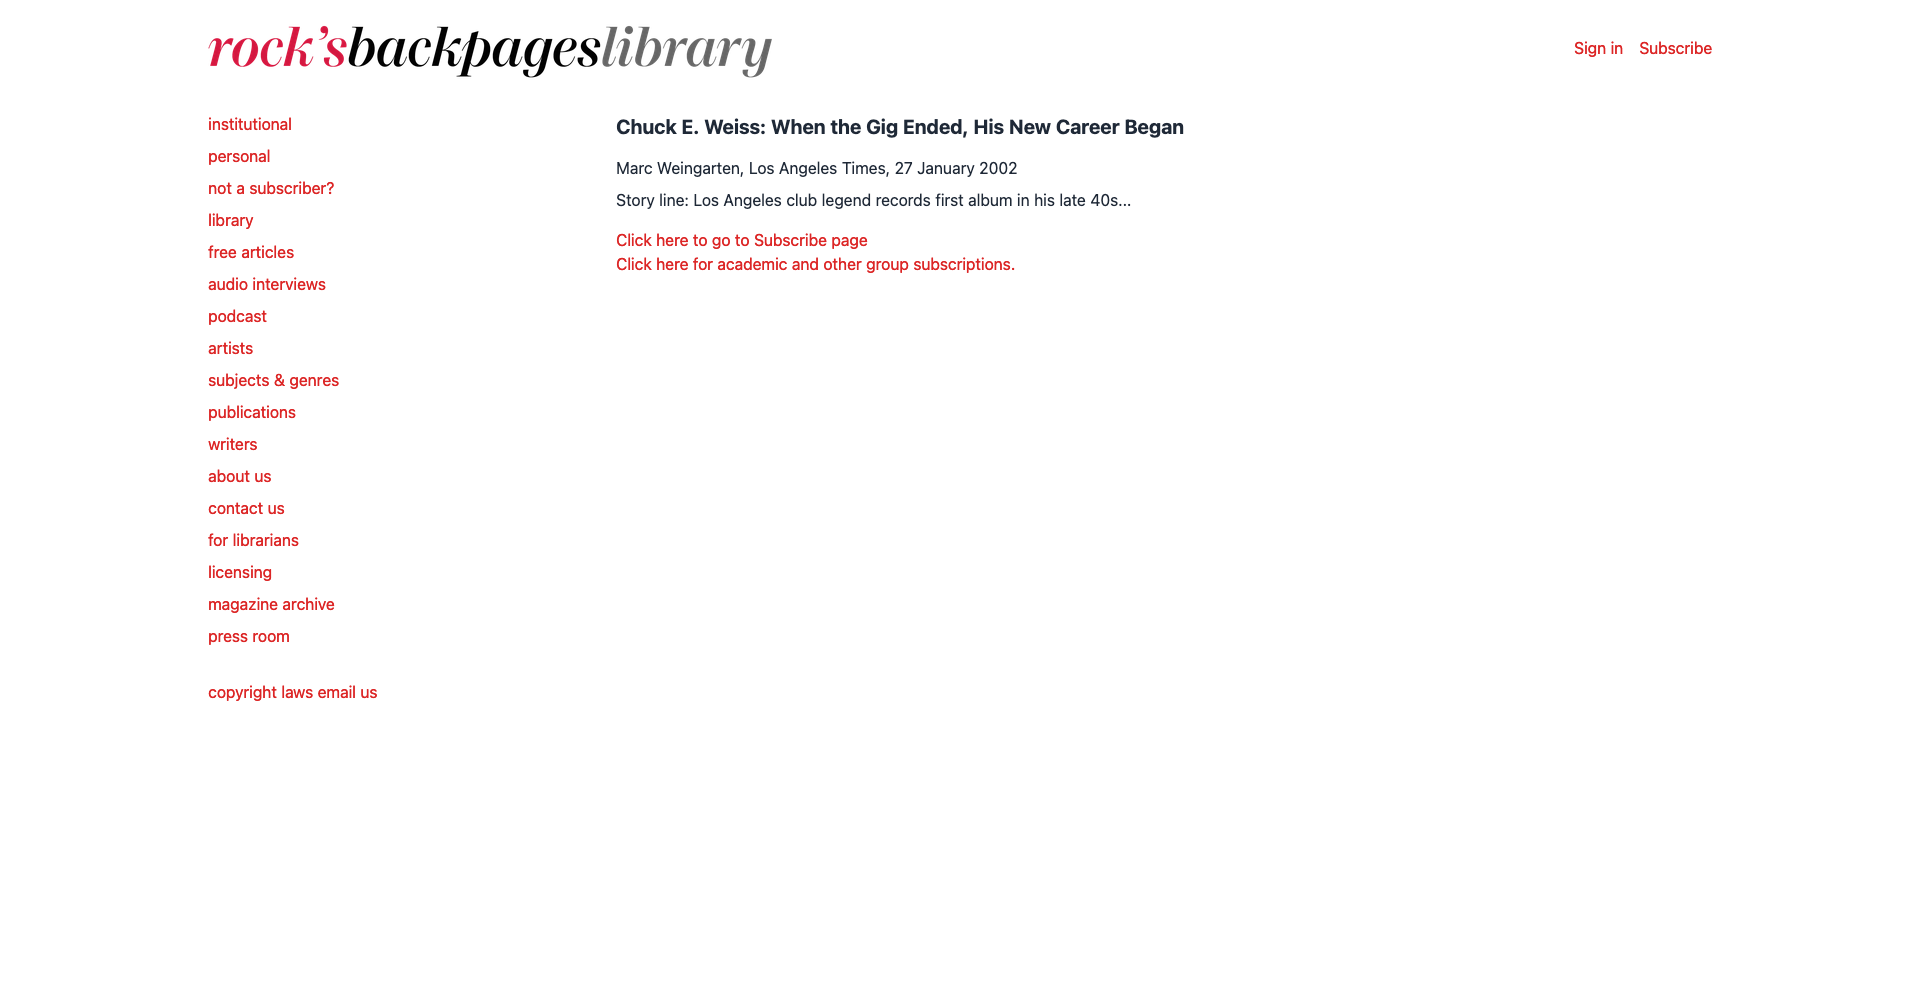 rock'sbackpageslibrary
Sign in Subscribe
institutional
personal
not a subscriber?
library
free articles
audio interviews
podcast
artists
subjects & genres
publications
writers
about us
contact us
for librarians
licensing
magazine archive
press room
copyright laws email us
Chuck E. Weiss: When the Gig Ended, His New Career Began
Marc Weingarten, Los Angeles Times, 27 January 2002
Story line: Los Angeles club legend records first album in his late 40s...
Click here to go to Subscribe page
Click here for academic and other group subscriptions.